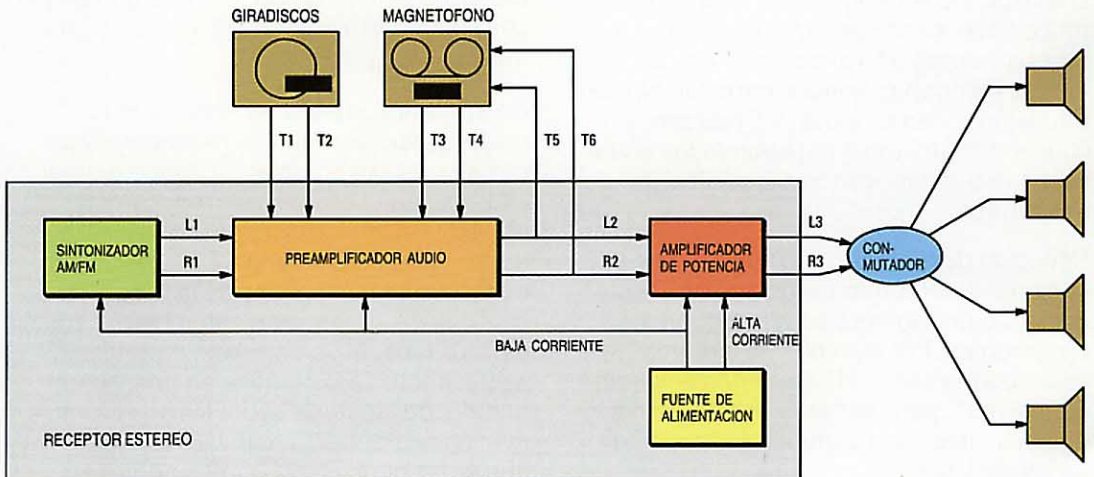 GIRADISCOS
MAGNETOFONO
T1
T2
T3
T4
T5
T6
SINTONIZADOR
AM/FM
L1
R1
PREAMPLIFICADOR AUDIO
L2
R2
AMPLIFICADOR
DE POTENCIA
L3
R3
CON-
MUTADOR
BAJA CORRIENTE
ALTA
CORRIENTE
FUENTE DE
ALIMENTACION
RECEPTOR ESTEREO